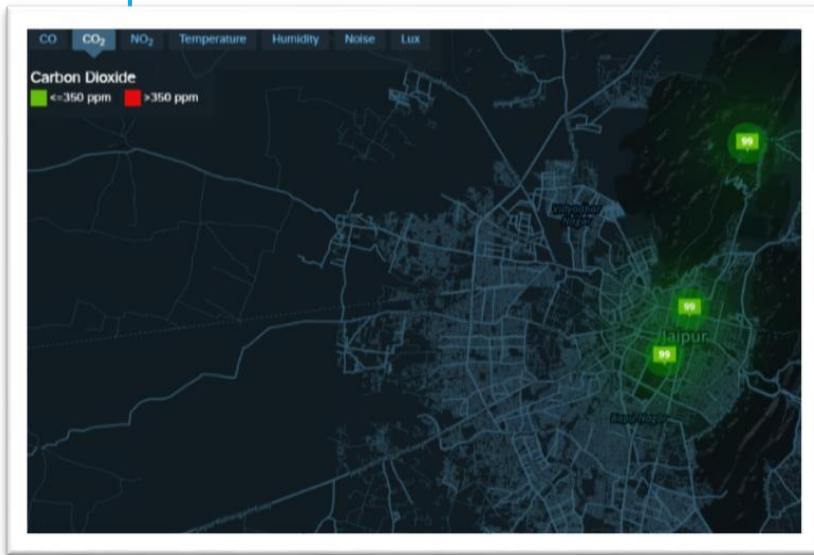 CO CO₂ NO₂ Temperature Humidity Noise Lux
Carbon Dioxide
<=350 ppm >350 ppm
99
Vidyadhar
Nagar
99
Jaipur
99